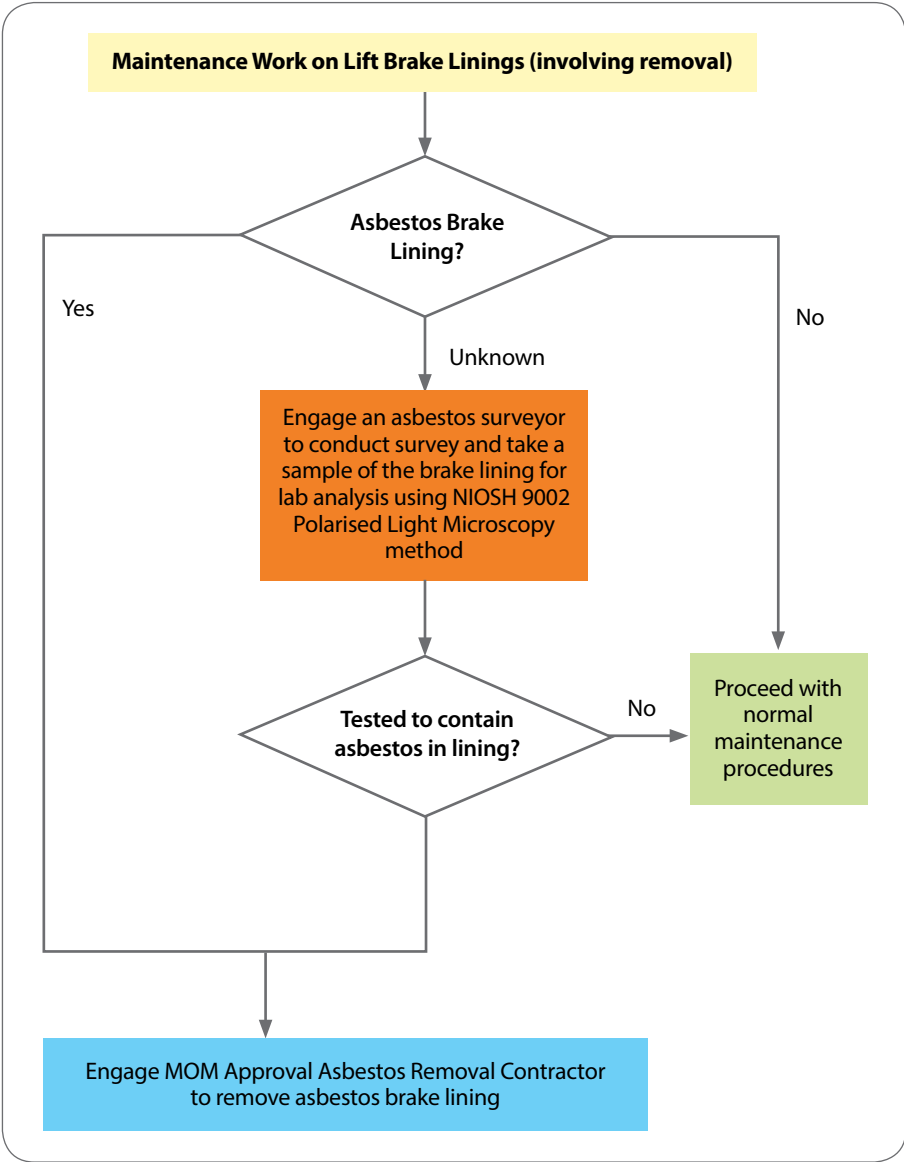 Maintenance Work on Lift Brake Linings (involving removal)
Asbestos Brake
Lining?
Yes
No
Unknown
Engage an asbestos surveyor
to conduct survey and take a
sample of the brake lining for
lab analysis using NIOSH 9002
Polarised Light Microscopy
method
Tested to contain
asbestos in lining?
No
Proceed with
normal
maintenance
procedures
Engage MOM Approval Asbestos Removal Contractor
to remove asbestos brake lining